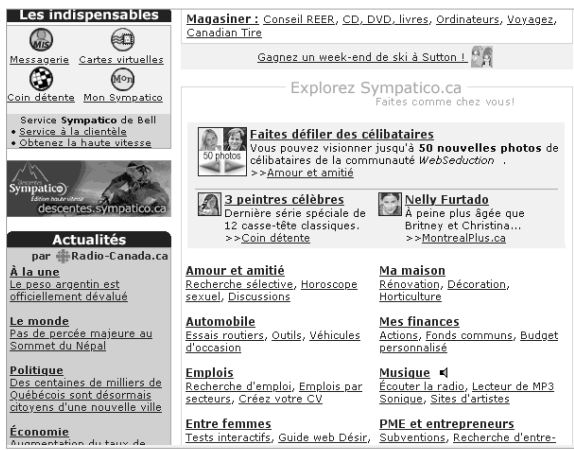 Les indispensables
MIS
Messagerie
Cartes virtuelles
Coin détente
Mon
Mon Sympatico
Service Sympatico de Bell
• Service à la clientèle
• Obtenez la haute vitesse
Sympatico
Édition haute vitesse
descentes.sympatico.ca
Actualités
par Radio-Canada.ca
À la une
Le peso argentin est
officiellement dévalué
Le monde
Pas de percée majeure au
Sommet du Népal
Politique
Des centaines de milliers de
Québécois sont désormais
citoyens d'une nouvelle ville
Économie
Augmentation du taux de
Magasiner : Conseil REER, CD, DVD, livres, Ordinateurs, Voyagez,
Canadian Tire
Gagnez un week-end de ski à Sutton !
Explorez Sympatico.ca
Faites comme chez vous!
50 photos
Faites défiler des célibataires
Vous pouvez visionner jusqu'à 50 nouvelles photos de
célibataires de la communauté WebSeduction .
>>Amour et amitié
3 peintres célèbres
Dernière série spéciale de
12 casse-tête classiques.
>>Coin détente
Nelly Furtado
À peine plus âgée que
Britney et Christina...
>>MontrealPlus.ca
Amour et amitié
Recherche sélective, Horoscope
sexuel, Discussions
Ma maison
Rénovation, Décoration,
Horticulture
Automobile
Essais routiers, Outils, Véhicules
d'occasion
Mes finances
Actions, Fonds communs, Budget
personnalisé
Emplois
Recherche d'emploi, Emplois par
secteurs, Créez votre CV
Musique
Écouter la radio, Lecteur de MP3
Sonique, Sites d'artistes
Entre femmes
Tests interactifs, Guide web Désir,
PME et entrepreneurs
Subventions, Recherche d'entre-